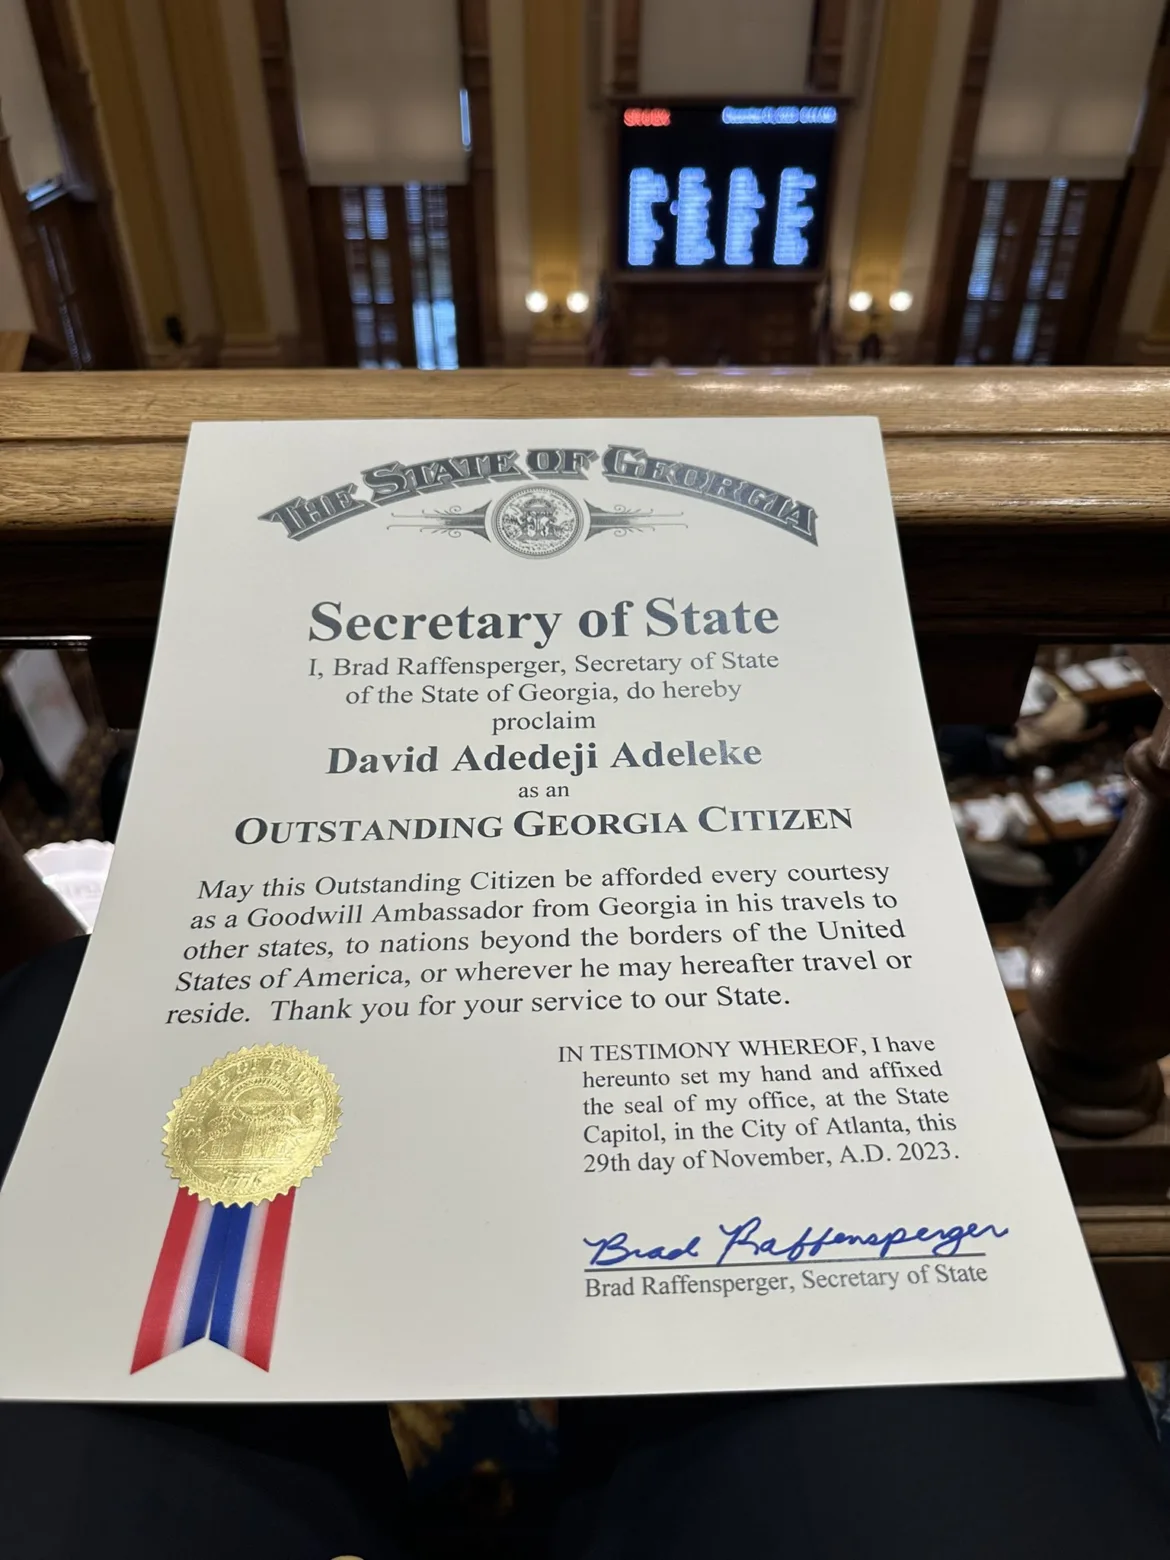 THE STATE OF GEORGIA
Secretary of State
I, Brad Raffensperger, Secretary of State
of the State of Georgia, do hereby
proclaim
David Adedeji Adeleke
as an
OUTSTANDING GEORGIA CITIZEN
May this Outstanding Citizen be afforded every courtesy
as a Goodwill Ambassador from Georgia in his travels to
other states, to nations beyond the borders of the United
States of America, or wherever he may hereafter travel or
reside. Thank you for your service to our State.
IN TESTIMONY WHEREOF, I have
hereunto set my hand and affixed
the seal of my office, at the State
Capitol, in the City of Atlanta, this
29th day of November, A.D. 2023.
Brad Raffensperger
Brad Raffensperger, Secretary of State
STATE OF GEORGIA
1776